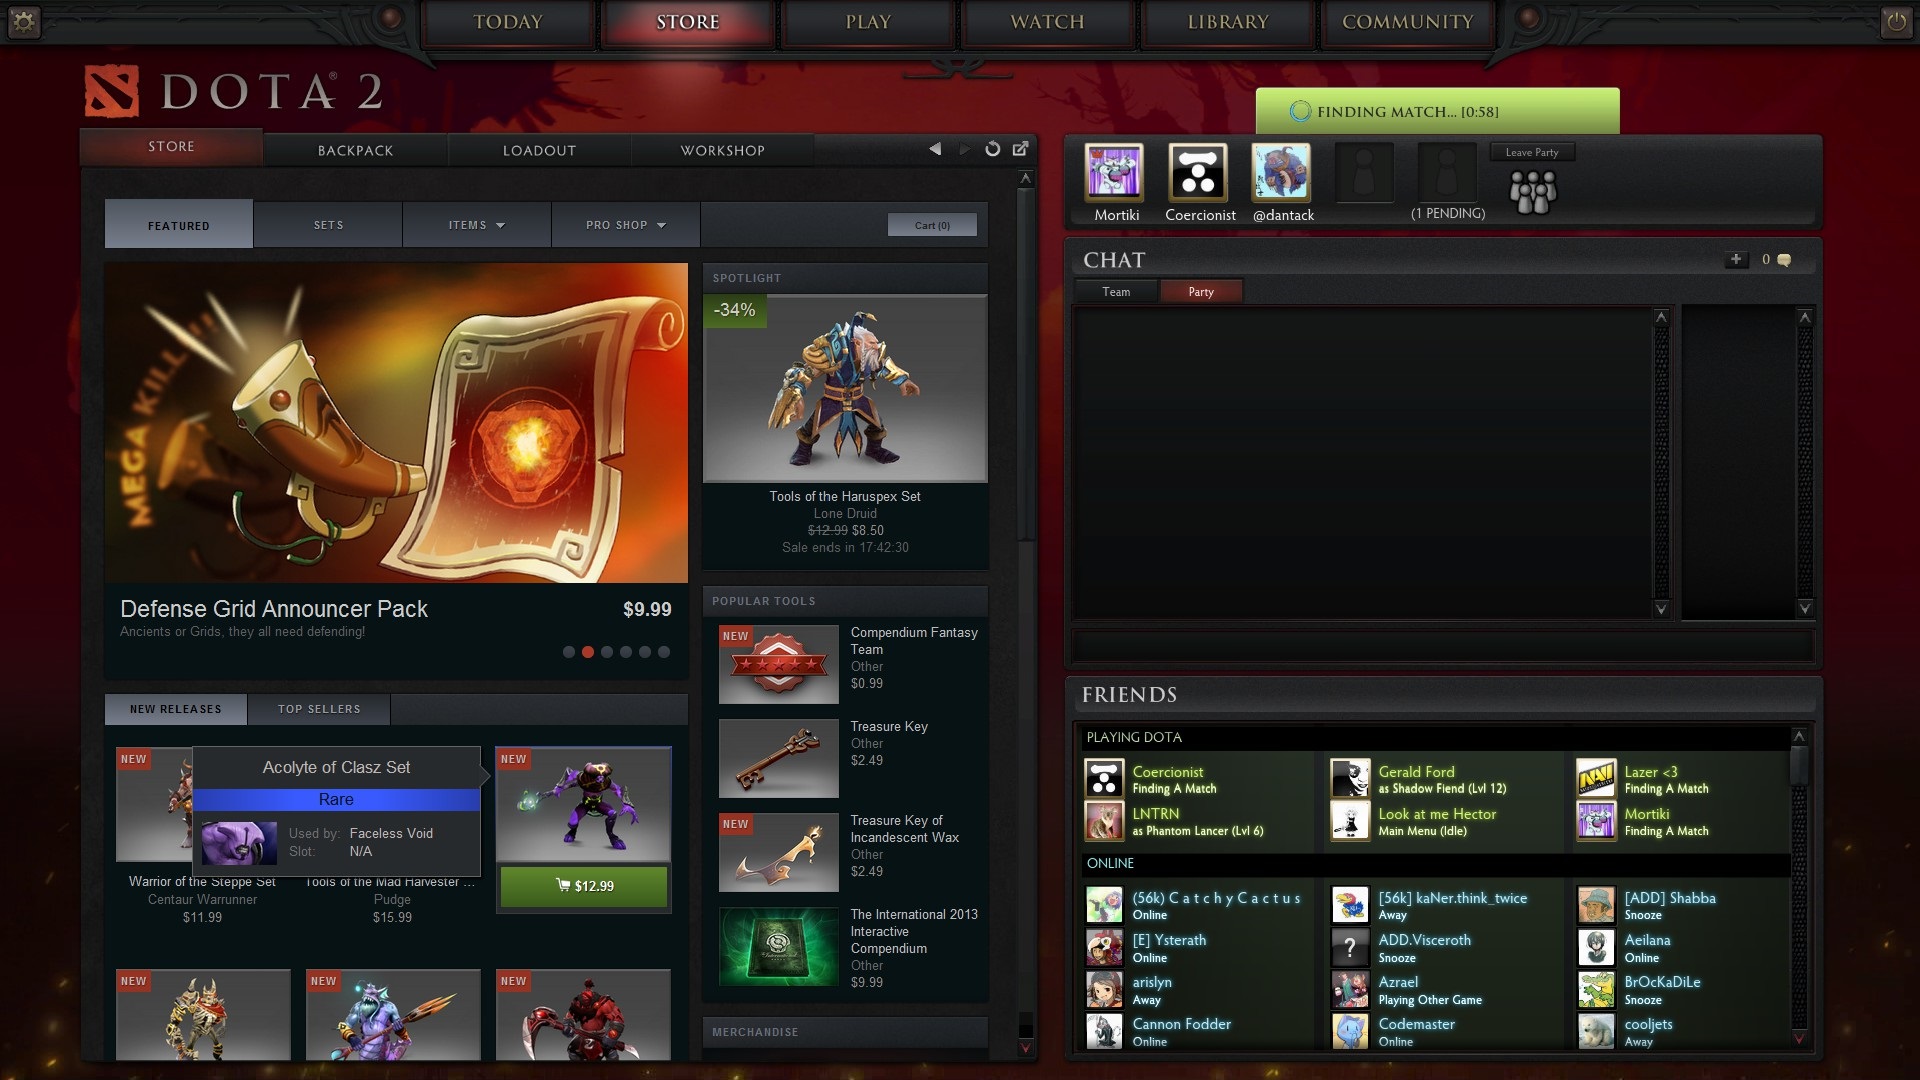 TODAY
STORE
PLAY
WATCH
LIBRARY
COMMUNITY
DOTA® 2
FINDING MATCH... [0:58]
STORE
BACKPACK
LOADOUT
WORKSHOP
Leave Party
Mortiki
Coercionist
@dantack
(1 PENDING)
FEATURED
SETS
ITEMS
PRO SHOP
Cart (0)
MEGA KILL!!
Defense Grid Announcer Pack
$9.99
Ancients or Grids, they all need defending!
SPOTLIGHT
-34%
Tools of the Haruspex Set
Lone Druid
$12.99 $8.50
Sale ends in 17:42:30
POPULAR TOOLS
NEW
Compendium Fantasy
Team
Other
$0.99
Treasure Key
Other
$2.49
NEW
Treasure Key of
Incandescent Wax
Other
$2.49
The International 2013
Interactive
Compendium
Other
$9.99
MERCHANDISE
NEW RELEASES
TOP SELLERS
NEW
Acolyte of Clasz Set
Rare
Used by: Faceless Void
Slot: N/A
NEW
$12.99
Warrior of the Steppe Set
Centaur Warrunner
$11.99
Tools of the Mad Harvester ...
Pudge
$15.99
NEW
NEW
NEW
CHAT
0
Team
Party
FRIENDS
PLAYING DOTA
Coercionist
Finding A Match
Gerald Ford
as Shadow Fiend (Lvl 12)
Lazer <3
Finding A Match
LNTRN
as Phantom Lancer (Lvl 6)
Look at me Hector
Main Menu (Idle)
Mortiki
Finding A Match
ONLINE
(56k) C a t c h y C a c t u s
Online
[56k] kaNer.think_twice
Away
[ADD] Shabba
Snooze
[E] Ysterath
Online
?
ADD.Visceroth
Snooze
Aeilana
Online
arislyn
Away
Azrael
Playing Other Game
BrOcKaDiLe
Snooze
Cannon Fodder
Online
Codemaster
Online
cooljets
Away